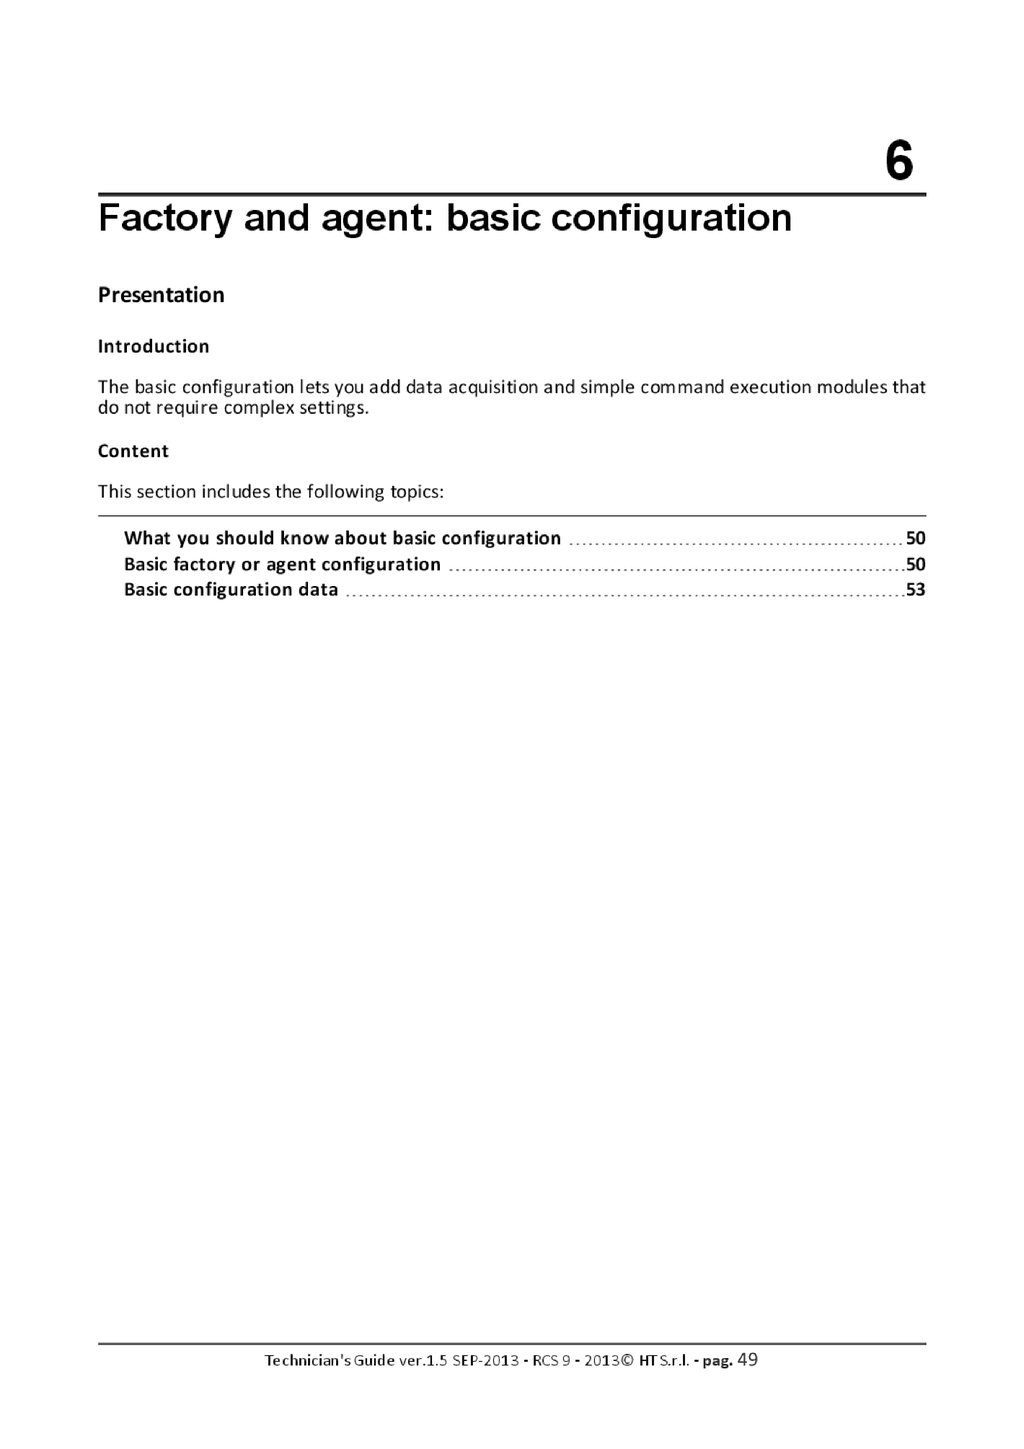 6
Factory and agent: basic configuration
Presentation
Introduction
The basic configuration lets you add data acquisition and simple command execution modules that
do not require complex settings.
Content
This section includes the following topics:
What you should know about basic configuration 50
Basic factory or agent configuration 50
Basic configuration data 53
Technician's Guide ver.1.5 SEP-2013 - RCS 9 - 2013© HT S.r.l. - pag. 49